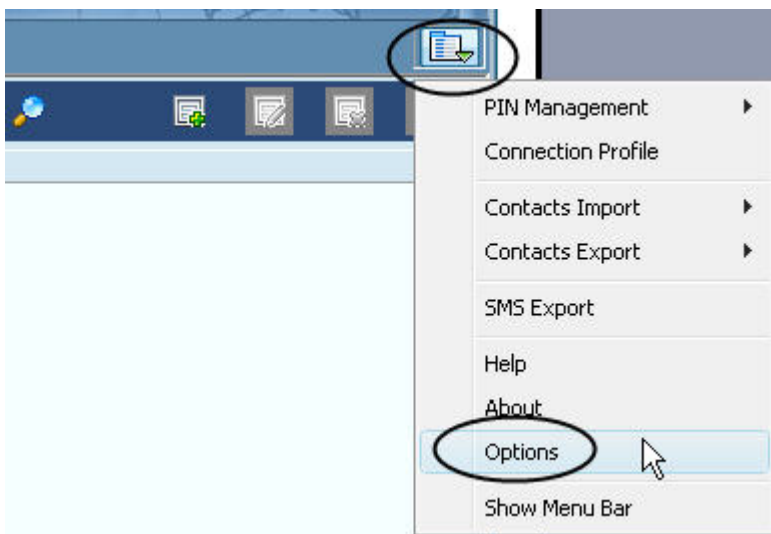 PIN Management
Connection Profile
Contacts Import
Contacts Export
SMS Export
Help
About
Options
Show Menu Bar